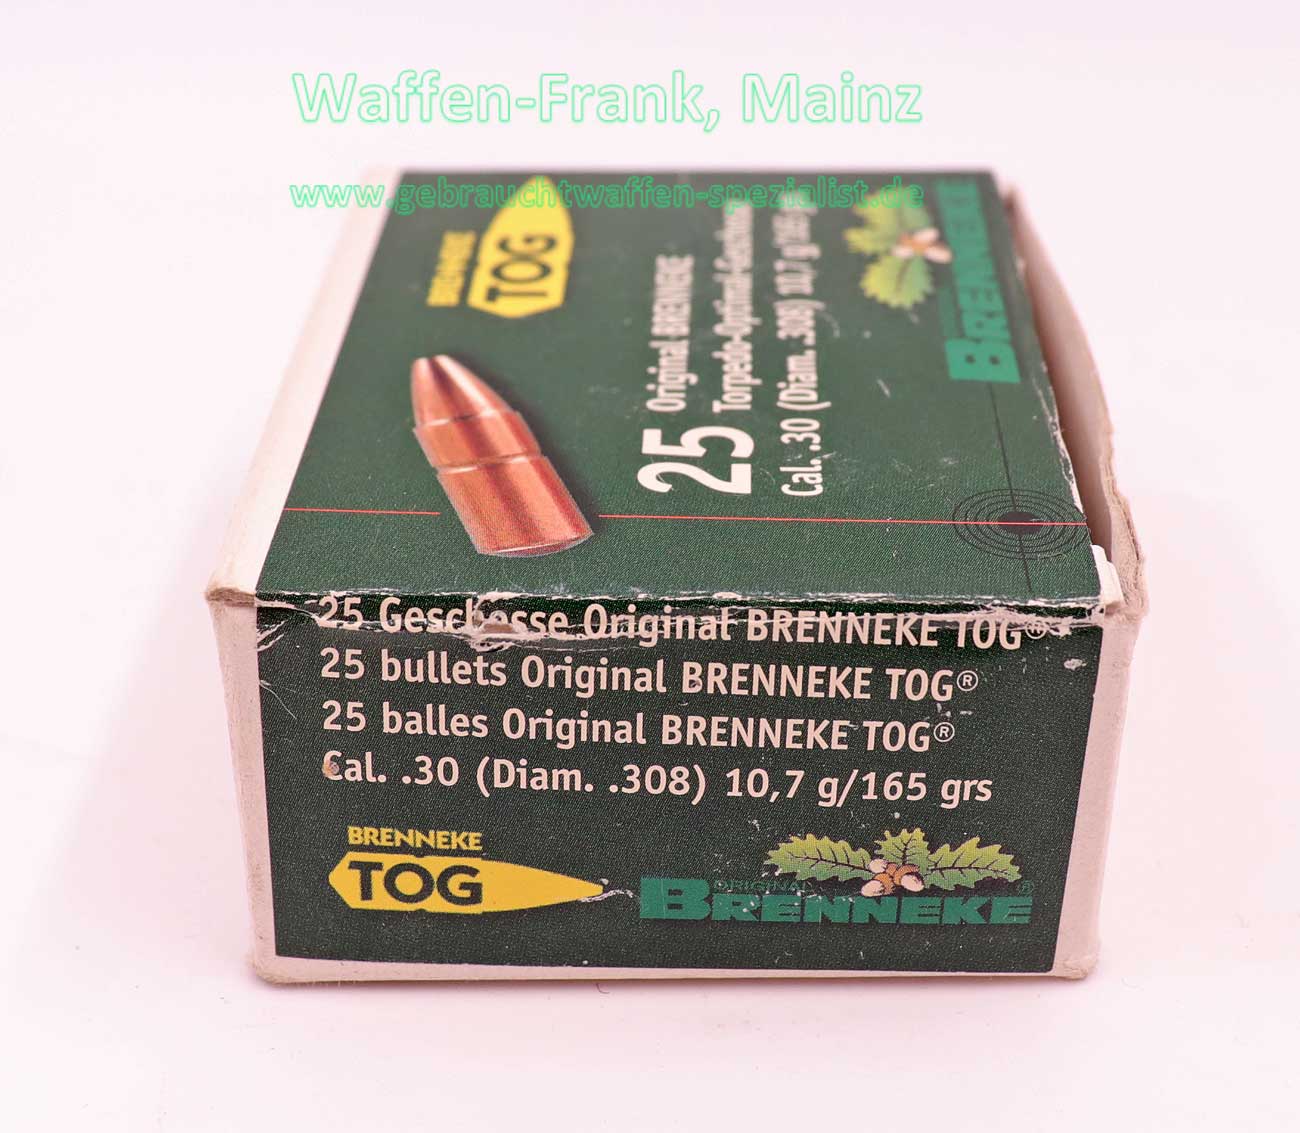 Waffen-Frank, Mainz
www.gebrauchtwaffen-spezialist.de
BRENNEKE
TOG
25
Original BRENNEKE
Torpedo-Optimal-Geschosse
Cal. .30 (Diam. .308) 10,7 g/165
BRENNEKE
25 Geschosse Original BRENNEKE TOG®
25 bullets Original BRENNEKE TOG®
25 balles Original BRENNEKE TOG®
Cal. .30 (Diam. .308) 10,7 g/165 grs
BRENNEKE
TOG
ORIGINAL
BRENNEKE®